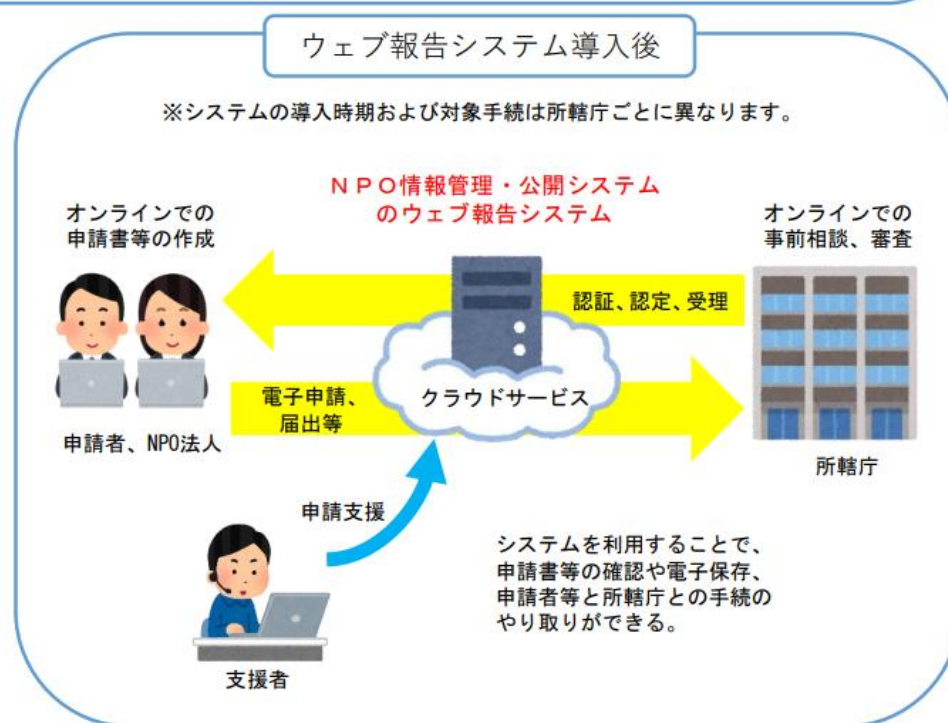 ウェブ報告システム導入後
※システムの導入時期および対象手続は所轄庁ごとに異なります。
ＮＰＯ情報管理・公開システム
のウェブ報告システム
オンラインでの
申請書等の作成
オンラインでの
事前相談、審査
認証、認定、受理
クラウドサービス
電子申請、
届出等
申請者、NPO法人
所轄庁
申請支援
システムを利用することで、
申請書等の確認や電子保存、
申請者等と所轄庁との手続の
やり取りができる。
支援者